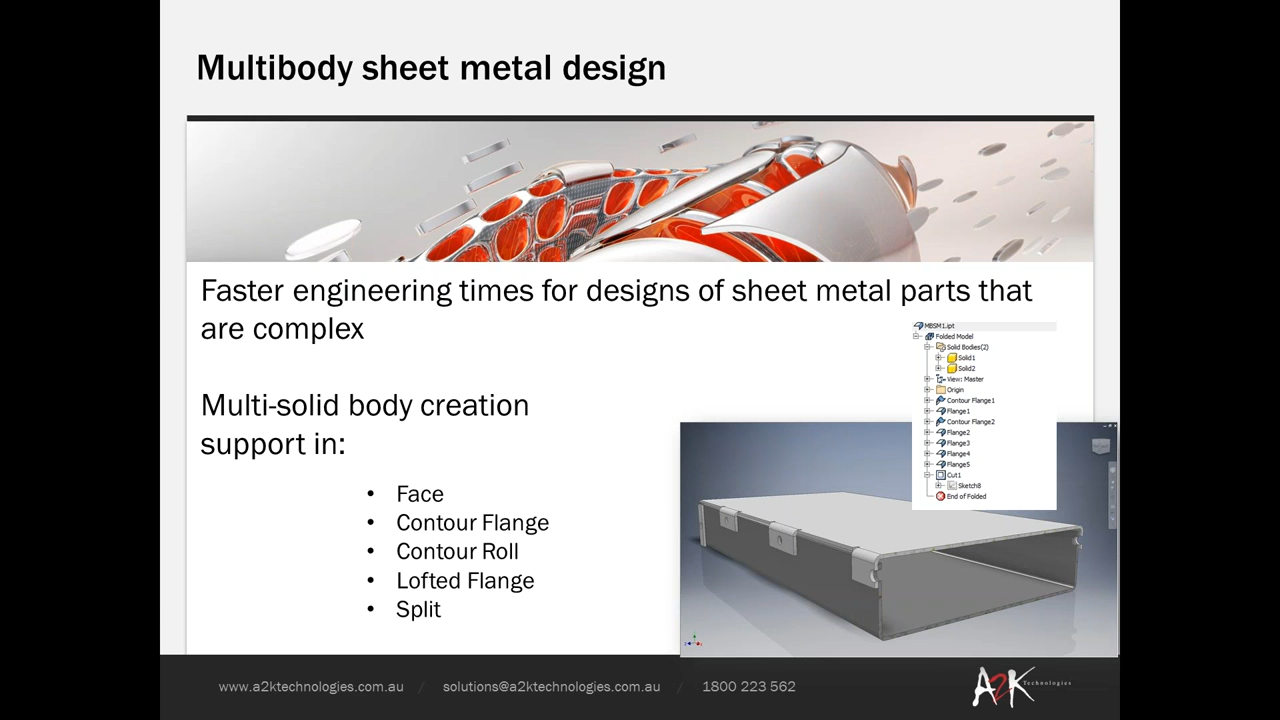 Multibody sheet metal design
Faster engineering times for designs of sheet metal parts that
are complex
Multi-solid body creation
support in:
• Face
• Contour Flange
• Contour Roll
• Lofted Flange
• Split
MBSM1.ipt
Folded Model
Solid Bodies(2)
Solid1
Solid2
View: Master
Origin
Contour Flange1
Flange1
Contour Flange2
Flange2
Flange3
Flange4
Flange5
Cut1
Sketch8
End of Folded
www.a2ktechnologies.com.au / solutions@a2ktechnologies.com.au / 1800 223 562
A2K Technologies